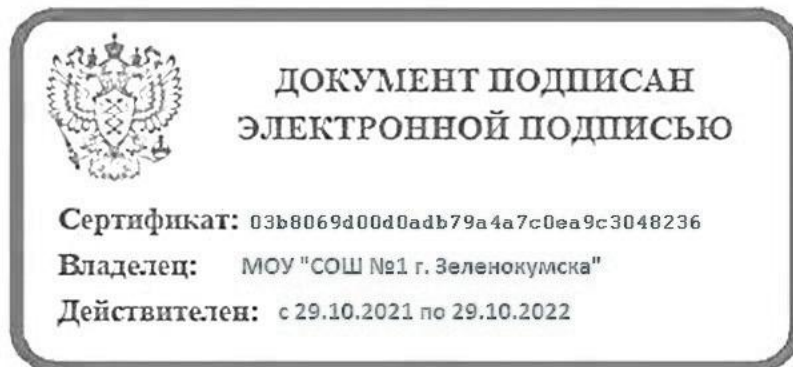 ДОКУМЕНТ ПОДПИСАН
ЭЛЕКТРОННОЙ ПОДПИСЬЮ
Сертификат: 03b8069d00d0adb79a4a7c0ea9c3048236
Владелец: МОУ "СОШ №1 г. Зеленокумска"
Действителен: с 29.10.2021 по 29.10.2022